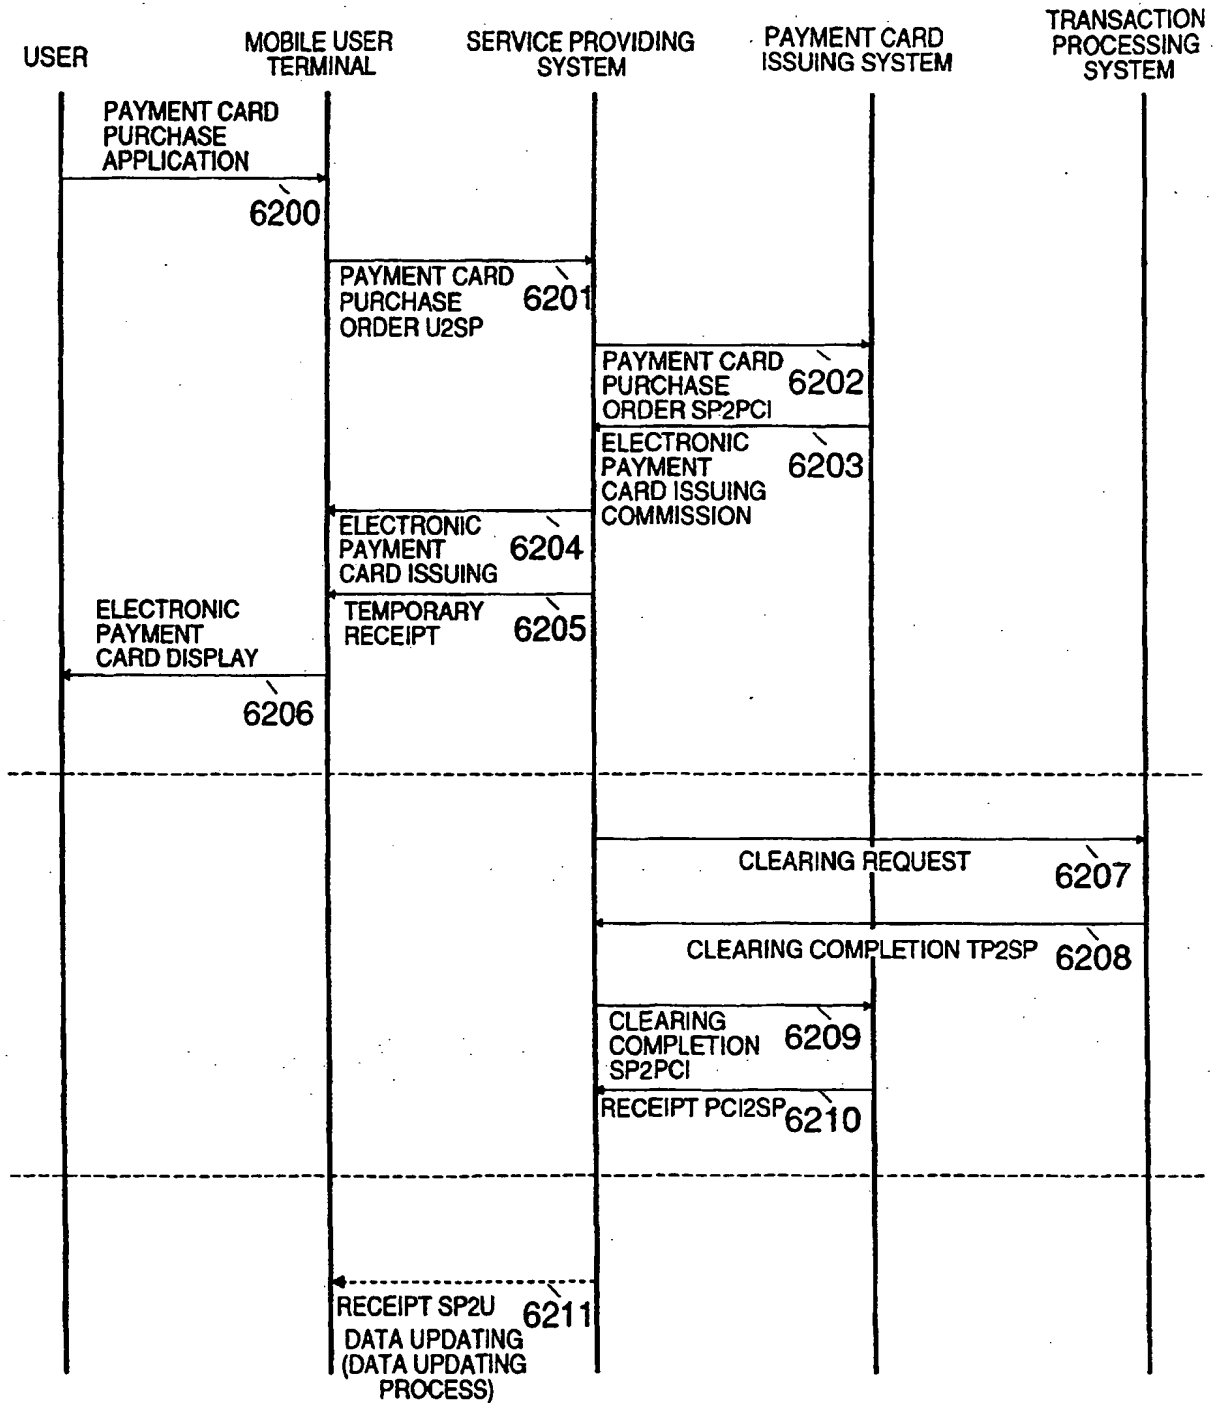 USER
MOBILE USER
TERMINAL
SERVICE PROVIDING
SYSTEM
PAYMENT CARD
ISSUING SYSTEM
TRANSACTION
PROCESSING
SYSTEM
PAYMENT CARD
PURCHASE
APPLICATION
6200
PAYMENT CARD
PURCHASE
ORDER U2SP
6201
PAYMENT CARD
PURCHASE
ORDER SP2PCI
6202
ELECTRONIC
PAYMENT
CARD ISSUING
COMMISSION
6203
ELECTRONIC
PAYMENT
CARD ISSUING
6204
TEMPORARY
RECEIPT
6205
ELECTRONIC
PAYMENT
CARD DISPLAY
6206
CLEARING REQUEST
6207
CLEARING COMPLETION TP2SP
6208
CLEARING
COMPLETION
SP2PCI
6209
RECEIPT PCI2SP
6210
RECEIPT SP2U
6211
DATA UPDATING
(DATA UPDATING
PROCESS)